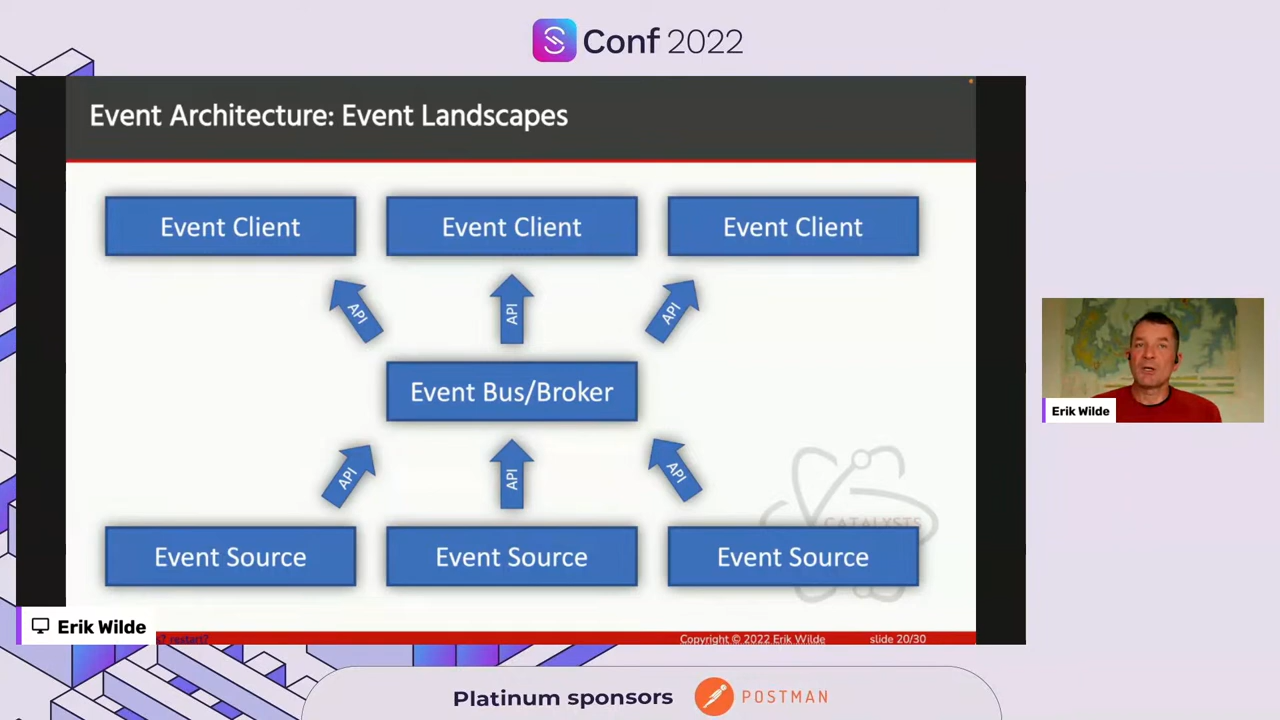 Conf 2022
Event Architecture: Event Landscapes
Event Client
Event Client
Event Client
API
API
API
Event Bus/Broker
API
API
API
CATALYSTS
Event Source
Event Source
Event Source
Erik Wilde
Erik Wilde
? restart?
Copyright © 2022 Erik Wilde
slide 20/30
Platinum sponsors
POSTMAN